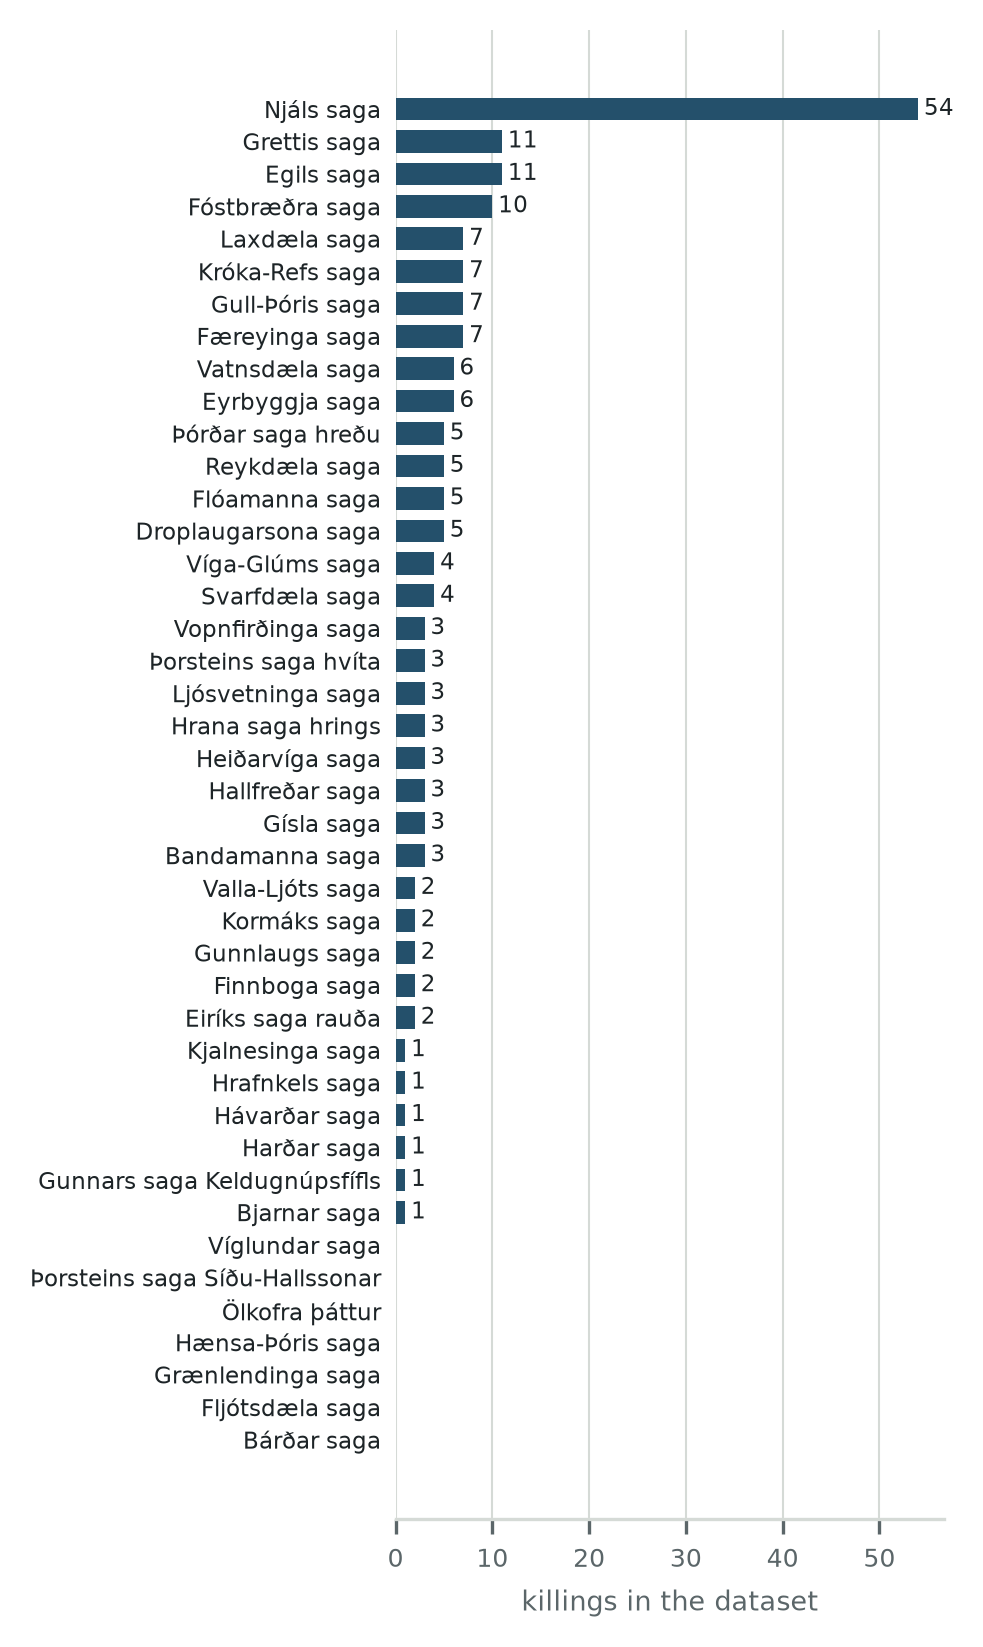 Njáls saga 54
Grettis saga 11
Egils saga 11
Fóstbræðra saga 10
Laxdæla saga 7
Króka-Refs saga 7
Gull-Þóris saga 7
Færeyinga saga 7
Vatnsdæla saga 6
Eyrbyggja saga 6
Þórðar saga hreðu 5
Reykdæla saga 5
Flóamanna saga 5
Droplaugarsona saga 5
Víga-Glúms saga 4
Svarfdæla saga 4
Vopnfirðinga saga 3
Þorsteins saga hvíta 3
Ljósvetninga saga 3
Hrana saga hrings 3
Heiðarvíga saga 3
Hallfreðar saga 3
Gísla saga 3
Bandamanna saga 3
Valla-Ljóts saga 2
Kormáks saga 2
Gunnlaugs saga 2
Finnboga saga 2
Eiríks saga rauða 2
Kjalnesinga saga 1
Hrafnkels saga 1
Hávarðar saga 1
Harðar saga 1
Gunnars saga Keldugnúpsfífls 1
Bjarnar saga 1
Víglundar saga
Þorsteins saga Síðu-Hallssonar
Ölkofra þáttur
Hænsa-Þóris saga
Grænlendinga saga
Fljótsdæla saga
Bárðar saga
0 10 20 30 40 50
killings in the dataset